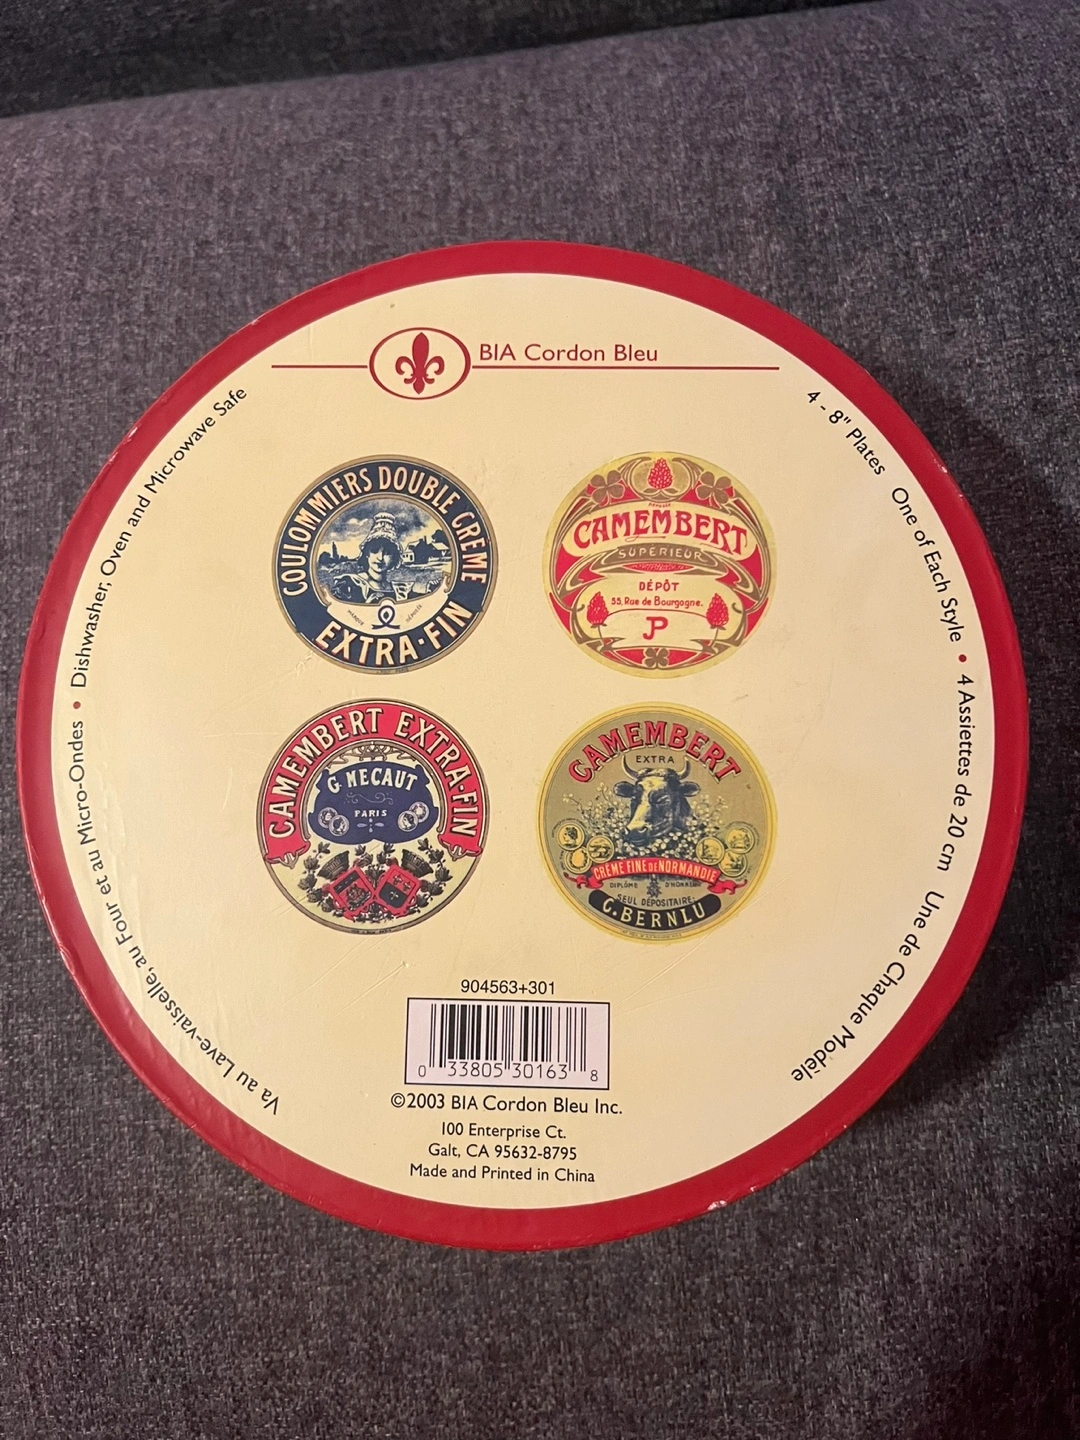 BIA Cordon Bleu
Dishwasher, Oven and Microwave Safe
4 - 8" Plates One of Each Style • 4 Assiettes de 20 cm Une de Chaque Modèle
Va au Lave-vaisselle, au Four et au Micro-Ondes •
COULOMMIERS DOUBLE CREME
EXTRA-FIN
CAMEMBERT
SUPERIEUR
DÉPÔT
55, Rue de Bourgogne.
JP
CAMEMBERT EXTRA-FIN
G. MECAUT
PARIS
CAMEMBERT
EXTRA
CRÈME FINE DE NORMANDIE
DIPLÔME D'HONNEUR
SEUL DÉPOSITAIRE:
G. BERNLU
904563+301
0 33805 30163 8
©2003 BIA Cordon Bleu Inc.
100 Enterprise Ct.
Galt, CA 95632-8795
Made and Printed in China